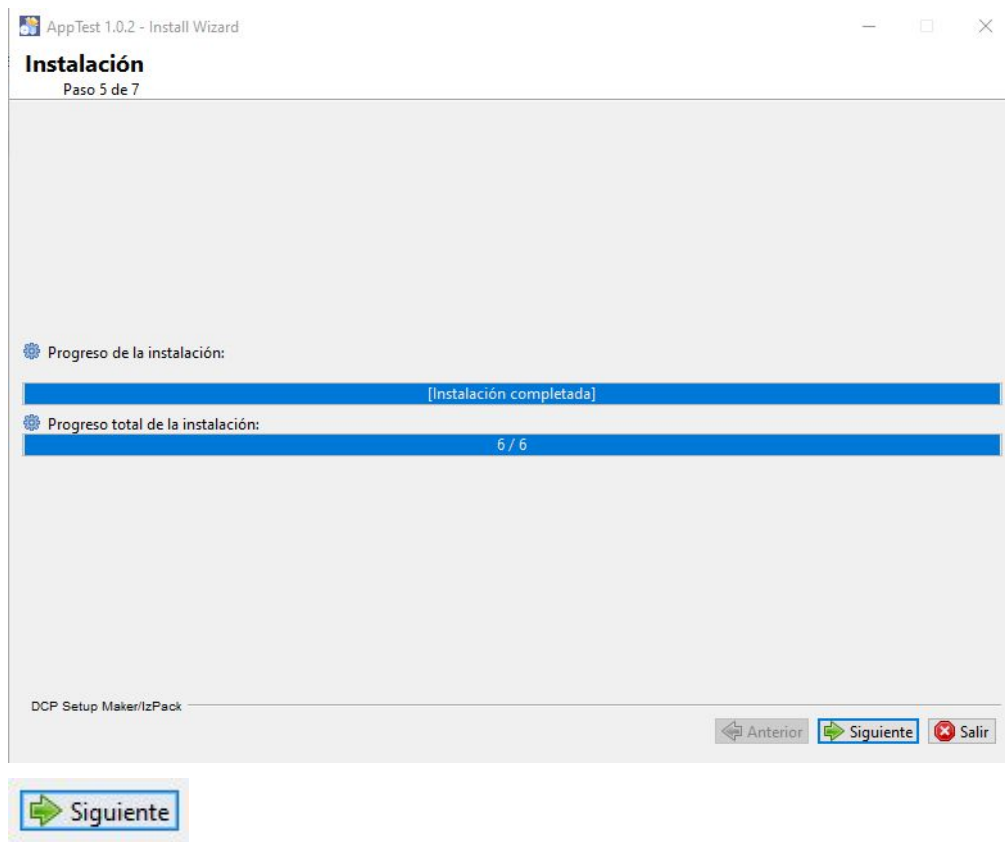 AppTest 1.0.2 - Install Wizard
Instalación
Paso 5 de 7
Progreso de la instalación:
[Instalación completada]
Progreso total de la instalación:
6 / 6
DCP Setup Maker/IzPack
Anterior Siguiente Salir
Siguiente